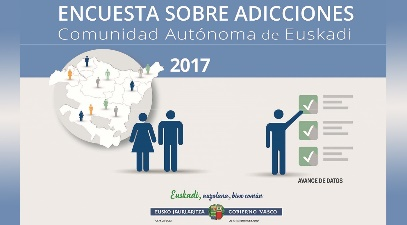 ENCUESTA SOBRE ADICCIONES
Comunidad Autónoma de Euskadi
2017
AVANCE DE DATOS
Euskadi, auzolana, bien común
EUSKO JAURLARITZA
GOBIERNO VASCO